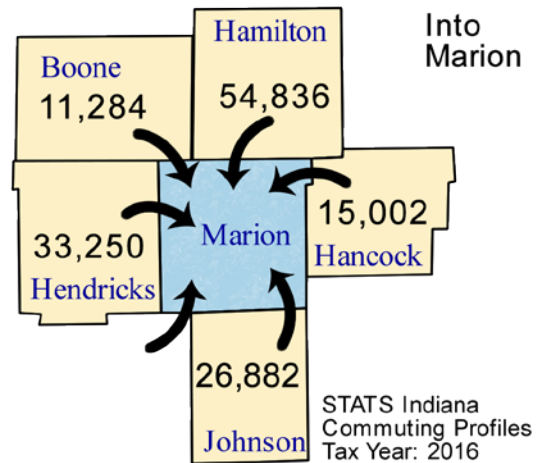 Into
Marion
Hamilton
54,836
Boone
11,284
Marion
15,002
Hancock
33,250
Hendricks
26,882
Johnson
STATS Indiana
Commuting Profiles
Tax Year: 2016